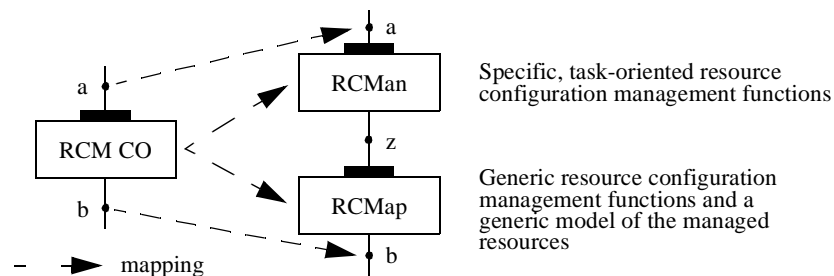 a
RCM CO
b
mapping
a
RCMan
z
RCMap
b
Specific, task-oriented resource
configuration management functions
Generic resource configuration
management functions and a
generic model of the managed
resources